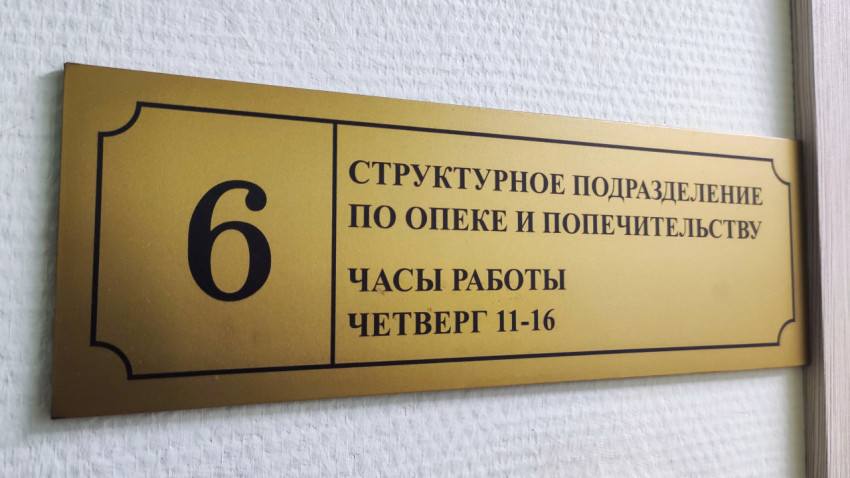 6
СТРУКТУРНОЕ ПОДРАЗДЕЛЕНИЕ
ПО ОПЕКЕ И ПОПЕЧИТЕЛЬСТВУ
ЧАСЫ РАБОТЫ
ЧЕТВЕРГ 11-16